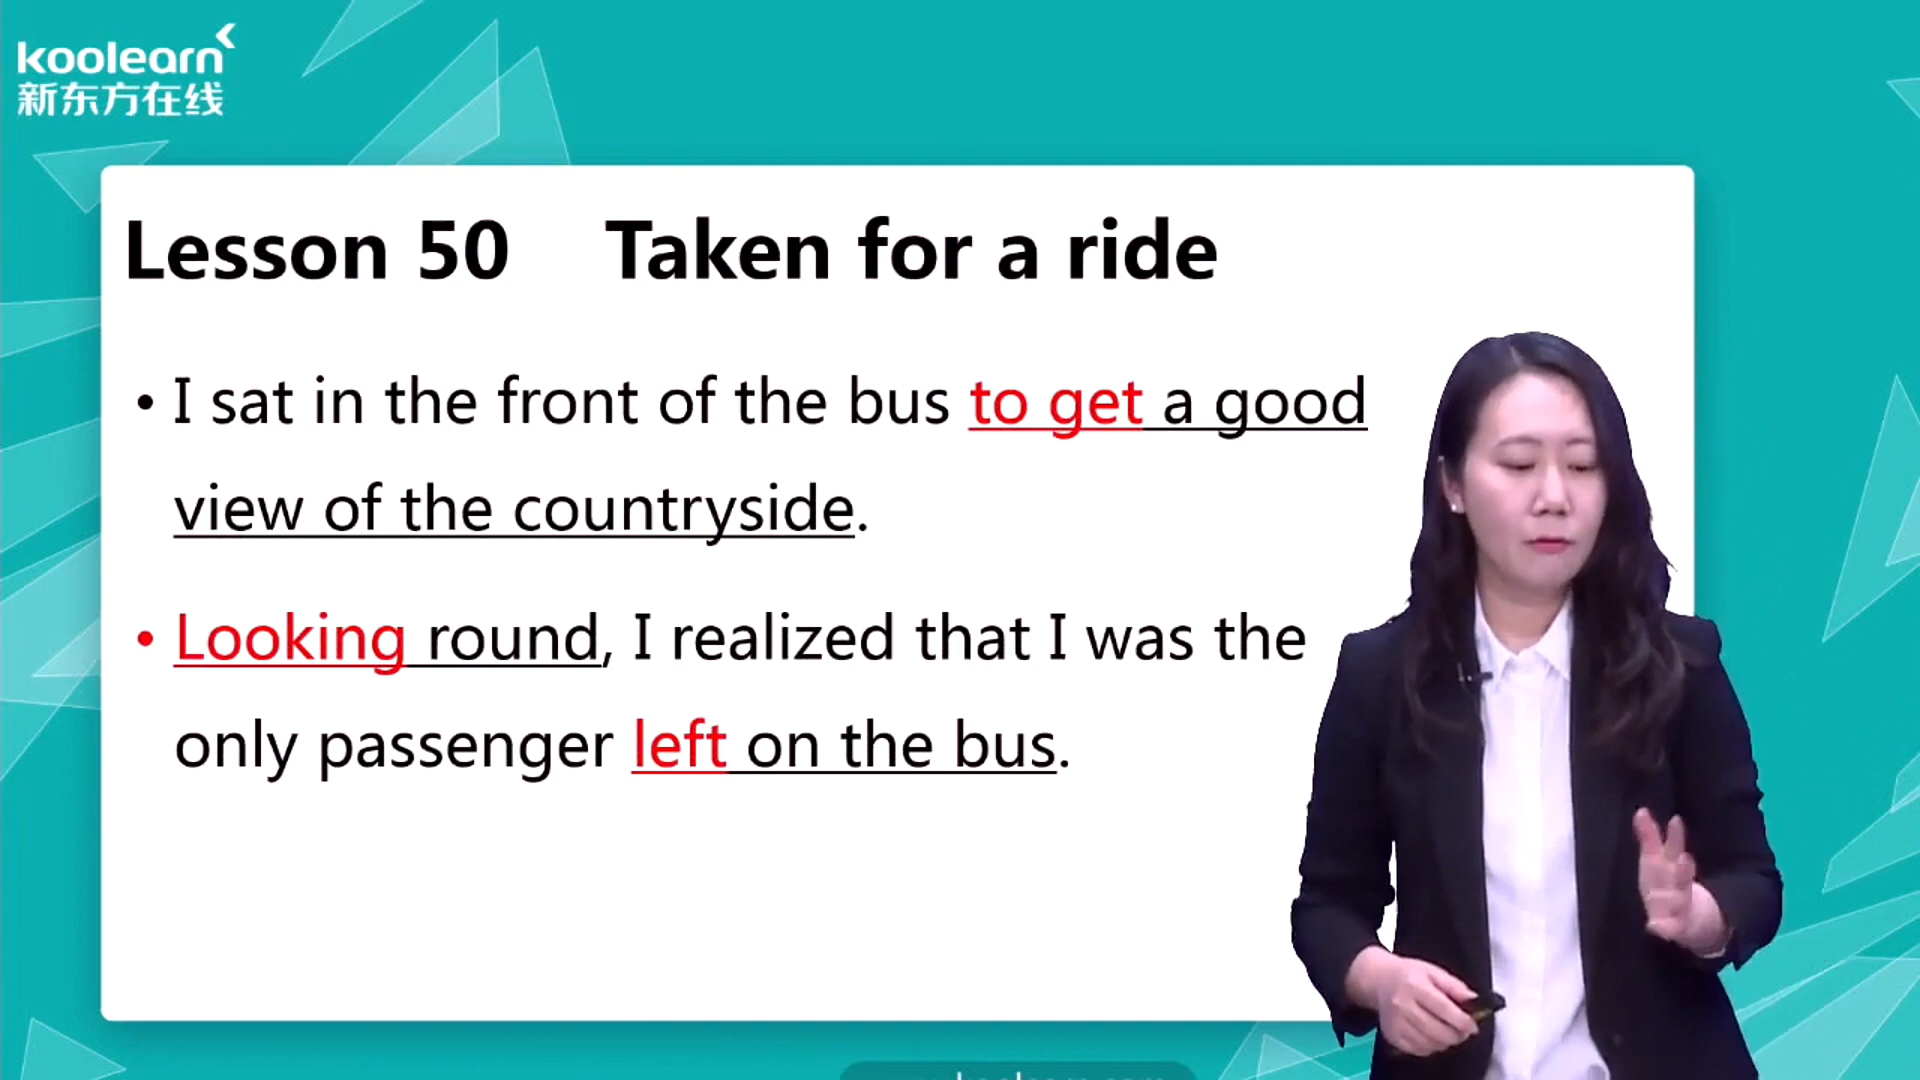 koolearn
新东方在线
Lesson 50 Taken for a ride
• I sat in the front of the bus to get a good
view of the countryside.
• Looking round, I realized that I was the
only passenger left on the bus.